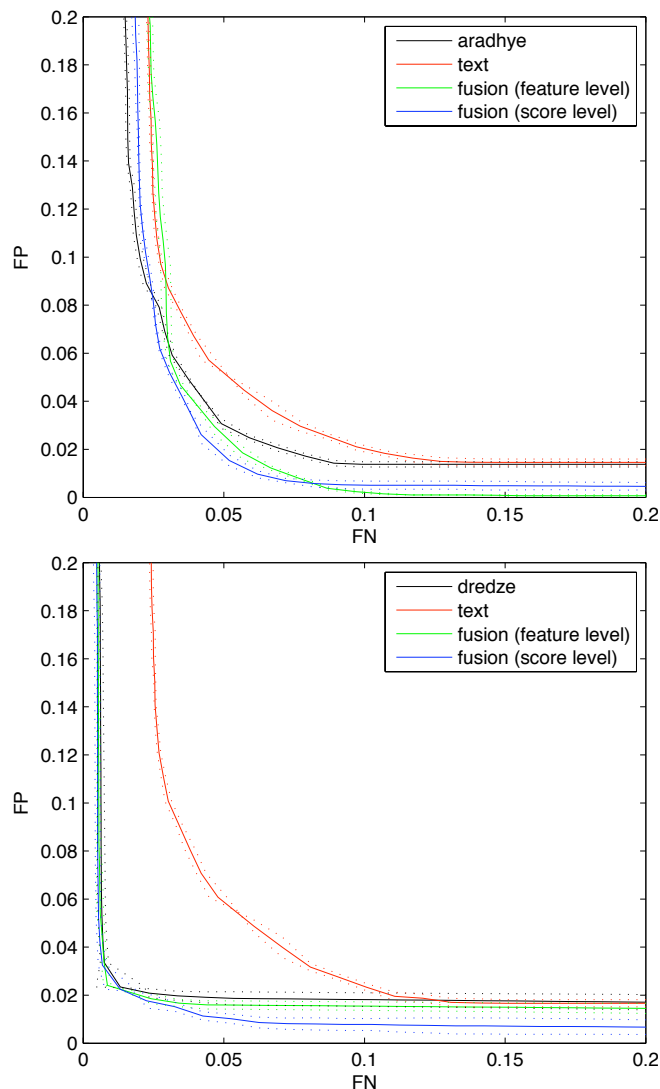 0.2
0.18
0.16
0.14
0.12
0.1
0.08
0.06
0.04
0.02
0
FP
aradhye
text
fusion (feature level)
fusion (score level)
0 0.05 0.1 0.15 0.2
FN
0.2
0.18
0.16
0.14
0.12
0.1
0.08
0.06
0.04
0.02
0
FP
dredze
text
fusion (feature level)
fusion (score level)
0 0.05 0.1 0.15 0.2
FN